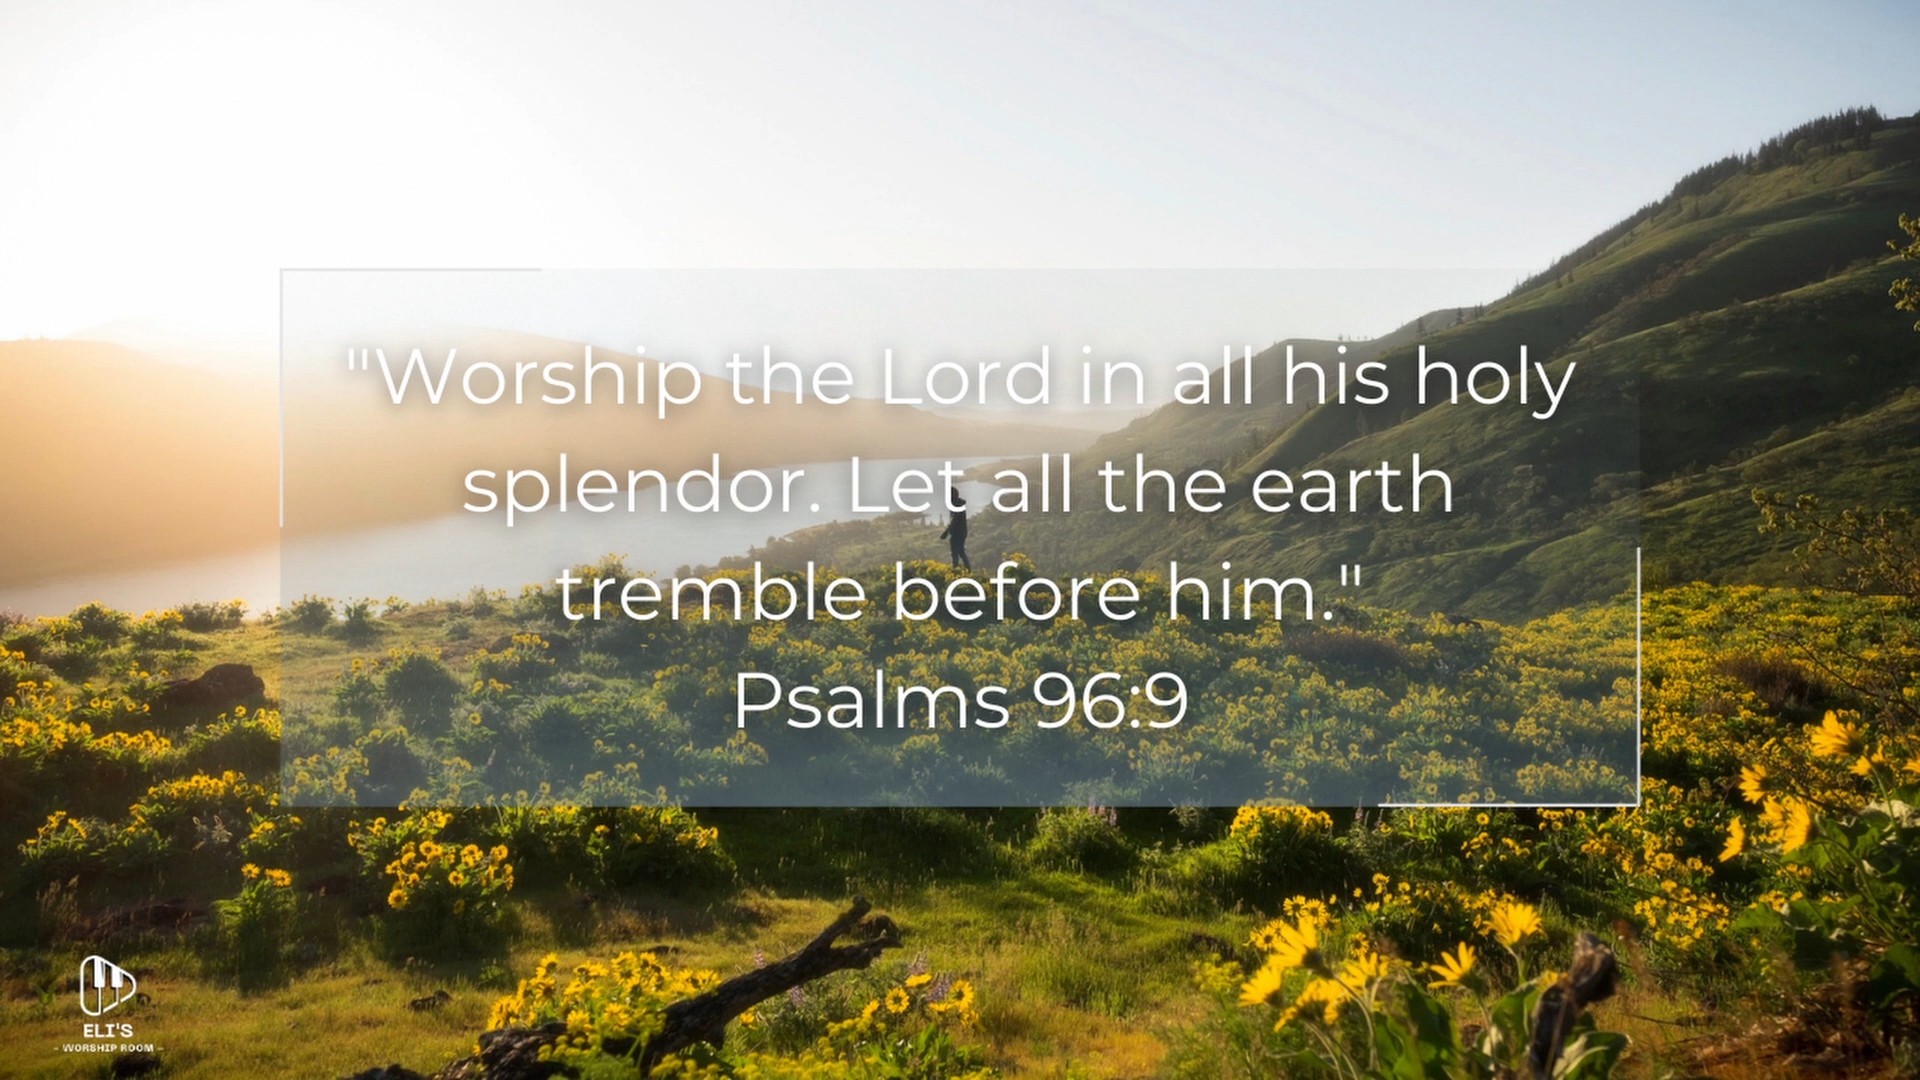 "Worship the Lord in all his holy
splendor. Let all the earth
tremble before him."
Psalms 96:9
ELI'S
- WORSHIP ROOM -